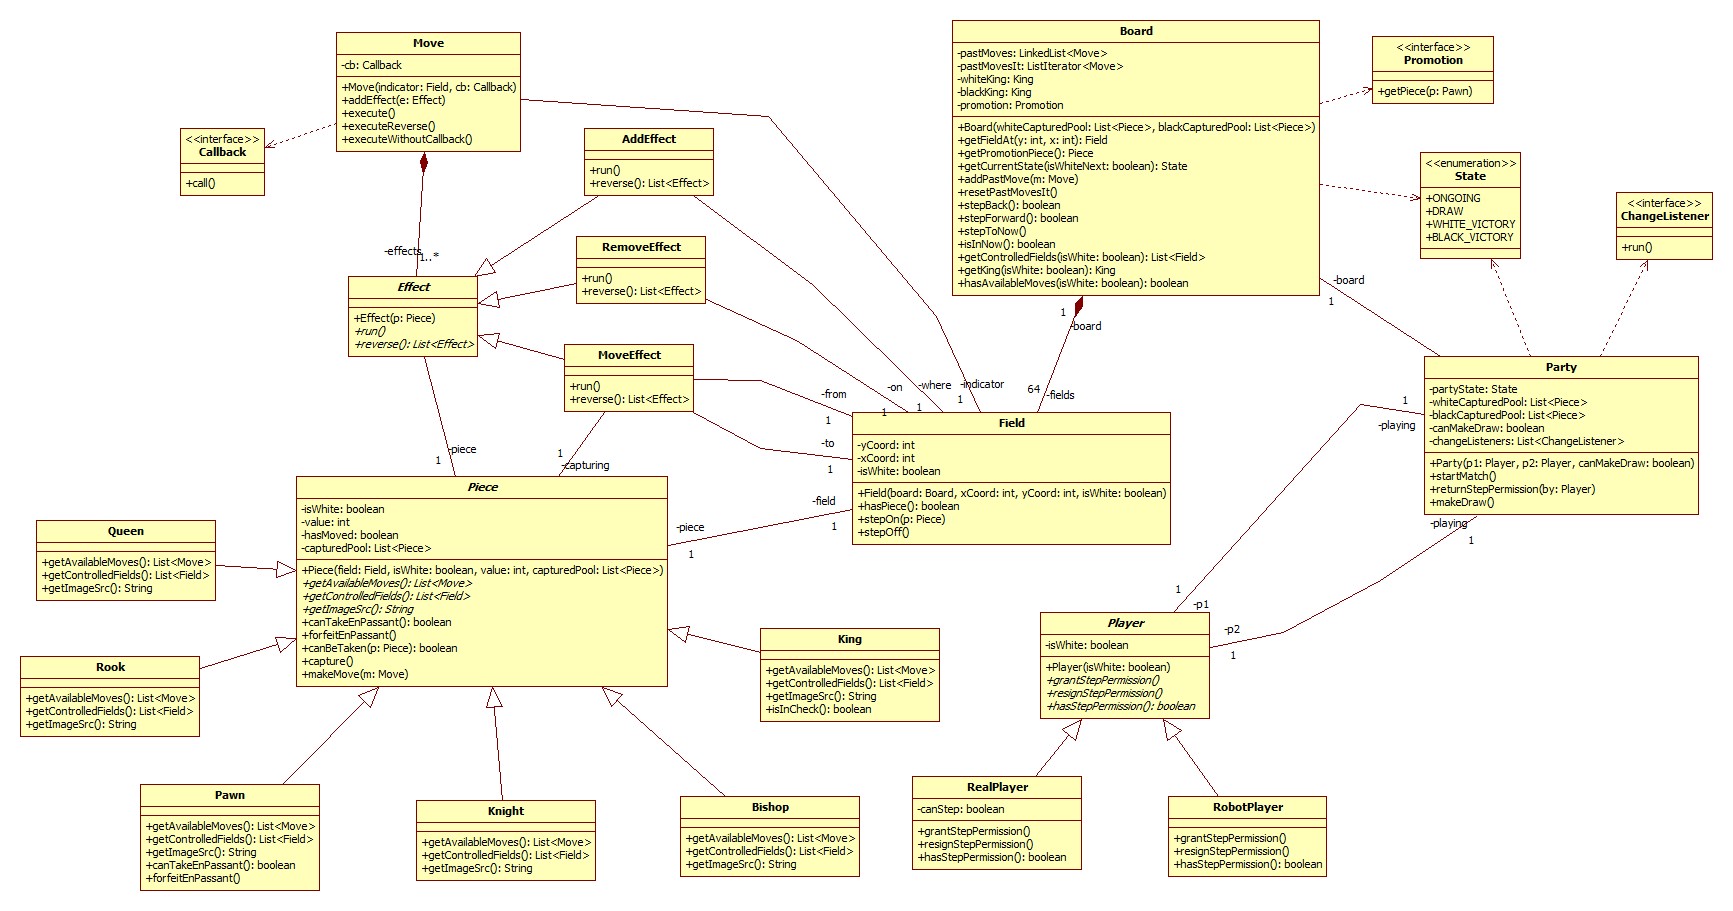 Move
-cb: Callback
+Move(indicator: Field, cb: Callback)
+addEffect(e: Effect)
+execute()
+executeReverse()
+executeWithoutCallback()
<<interface>>
Callback
+call()
AddEffect
+run()
+reverse(): List<Effect>
RemoveEffect
+run()
+reverse(): List<Effect>
MoveEffect
+run()
+reverse(): List<Effect>
-effects
1..*
Effect
+Effect(p: Piece)
+run()
+reverse(): List<Effect>
Board
-pastMoves: LinkedList<Move>
-pastMovesIt: ListIterator<Move>
-whiteKing: King
-blackKing: King
-promotion: Promotion
+Board(whiteCapturedPool: List<Piece>, blackCapturedPool: List<Piece>)
+getFieldAt(y: int, x: int): Field
+getPromotionPiece(): Piece
+getCurrentState(isWhiteNext: boolean): State
+addPastMove(m: Move)
+resetPastMovesIt()
+stepBack(): boolean
+stepForward(): boolean
+stepToNow()
+isInNow(): boolean
+getControlledFields(isWhite: boolean): List<Field>
+getKing(isWhite: boolean): King
+hasAvailableMoves(isWhite: boolean): boolean
<<interface>>
Promotion
+getPiece(p: Pawn)
<<enumeration>>
State
+ONGOING
+DRAW
+WHITE_VICTORY
+BLACK_VICTORY
<<interface>>
ChangeListener
+run()
-board
1
1
-board
64
-fields
-from
1
-on
1
-where
1
-indicator
1
-to
1
Field
-yCoord: int
-xCoord: int
-isWhite: boolean
+Field(board: Board, xCoord: int, yCoord: int, isWhite: boolean)
+hasPiece(): boolean
+stepOn(p: Piece)
+stepOff()
Party
-partyState: State
-whiteCapturedPool: List<Piece>
-blackCapturedPool: List<Piece>
-canMakeDraw: boolean
-changeListeners: List<ChangeListener>
+Party(p1: Player, p2: Player, canMakeDraw: boolean)
+startMatch()
+returnStepPermission(by: Player)
+makeDraw()
1
-playing
-playing
1
-piece
1
1
-capturing
-field
1
-piece
1
Piece
-isWhite: boolean
-value: int
-hasMoved: boolean
-capturedPool: List<Piece>
+Piece(field: Field, isWhite: boolean, value: int, capturedPool: List<Piece>)
+getAvailableMoves(): List<Move>
+getControlledFields(): List<Field>
+getImageSrc(): String
+canTakeEnPassant(): boolean
+forfeitEnPassant()
+canBeTaken(p: Piece): boolean
+capture()
+makeMove(m: Move)
Queen
+getAvailableMoves(): List<Move>
+getControlledFields(): List<Field>
+getImageSrc(): String
Rook
+getAvailableMoves(): List<Move>
+getControlledFields(): List<Field>
+getImageSrc(): String
King
+getAvailableMoves(): List<Move>
+getControlledFields(): List<Field>
+getImageSrc(): String
+isInCheck(): boolean
1
-p1
-p2
1
Player
-isWhite: boolean
+Player(isWhite: boolean)
+grantStepPermission()
+resignStepPermission()
+hasStepPermission(): boolean
Pawn
+getAvailableMoves(): List<Move>
+getControlledFields(): List<Field>
+getImageSrc(): String
+canTakeEnPassant(): boolean
+forfeitEnPassant()
Knight
+getAvailableMoves(): List<Move>
+getControlledFields(): List<Field>
+getImageSrc(): String
Bishop
+getAvailableMoves(): List<Move>
+getControlledFields(): List<Field>
+getImageSrc(): String
RealPlayer
-canStep: boolean
+grantStepPermission()
+resignStepPermission()
+hasStepPermission(): boolean
RobotPlayer
+grantStepPermission()
+resignStepPermission()
+hasStepPermission(): boolean